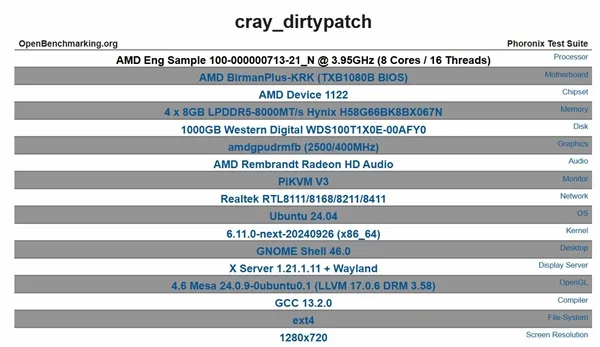 cray_dirtypatch
OpenBenchmarking.org Phoronix Test Suite
AMD Eng Sample 100-000000713-21_N @ 3.95GHz (8 Cores / 16 Threads) Processor
AMD BirmanPlus-KRK (TXB1080B BIOS) Motherboard
AMD Device 1122 Chipset
4 x 8GB LPDDR5-8000MT/s Hynix H58G66BK8BX067N Memory
1000GB Western Digital WDS100T1X0E-00AFY0 Disk
amdgpudrmfb (2500/400MHz) Graphics
AMD Rembrandt Radeon HD Audio Audio
PiKVM V3 Monitor
Realtek RTL8111/8168/8211/8411 Network
Ubuntu 24.04 OS
6.11.0-next-20240926 (x86_64) Kernel
GNOME Shell 46.0 Desktop
X Server 1.21.1.11 + Wayland Display Server
4.6 Mesa 24.0.9-0ubuntu0.1 (LLVM 17.0.6 DRM 3.58) OpenGL
GCC 13.2.0 Compiler
ext4 File-System
1280x720 Screen Resolution